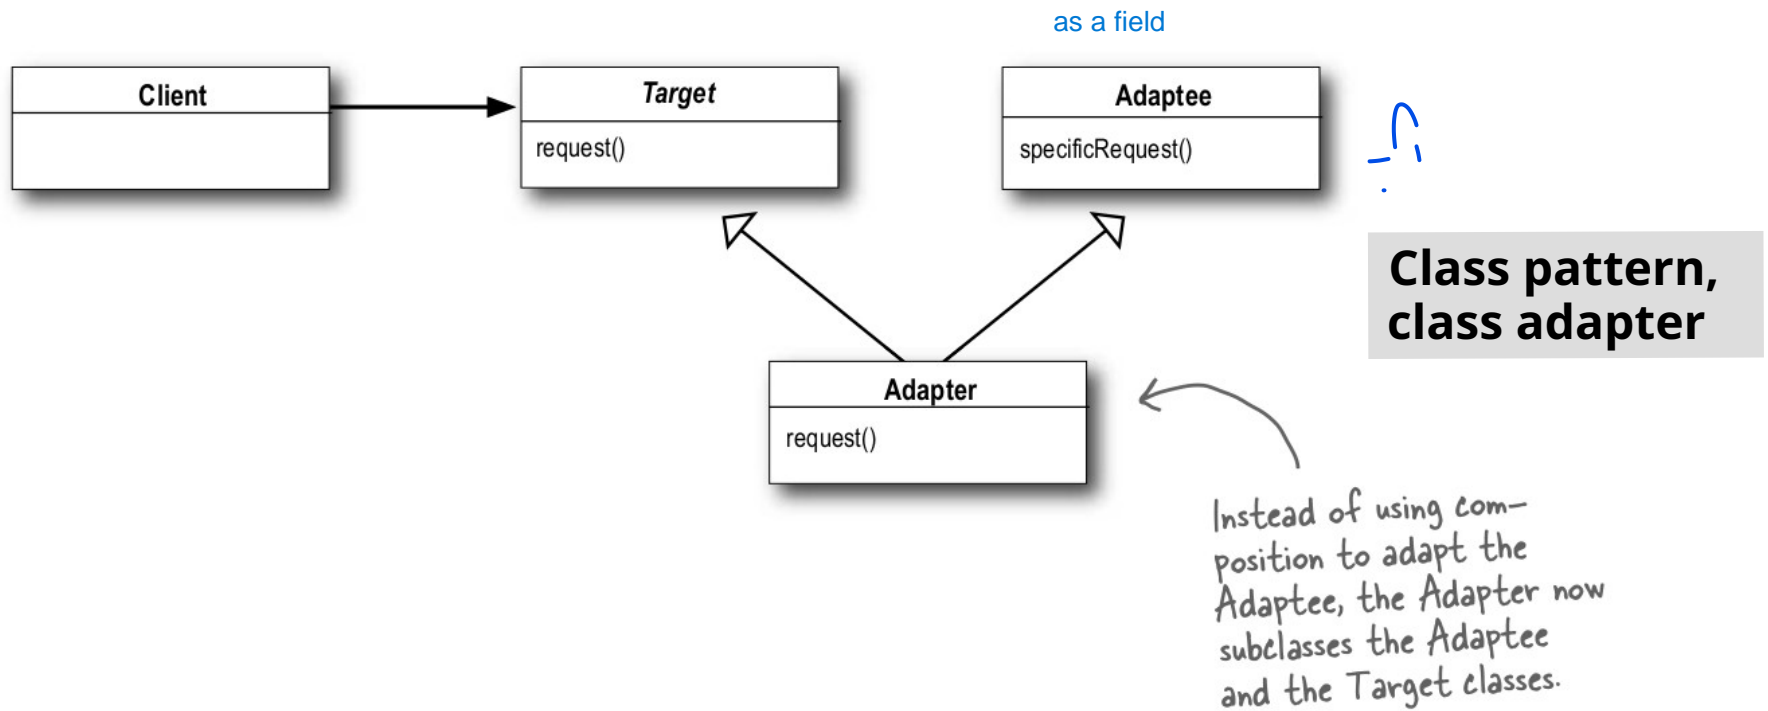 as a field
Client
Target
Adaptee
request()
specificRequest()
Class pattern,
class adapter
Adapter
request()
Instead of using com-
position to adapt the
Adaptee, the Adapter now
subclasses the Adaptee
and the Target classes.